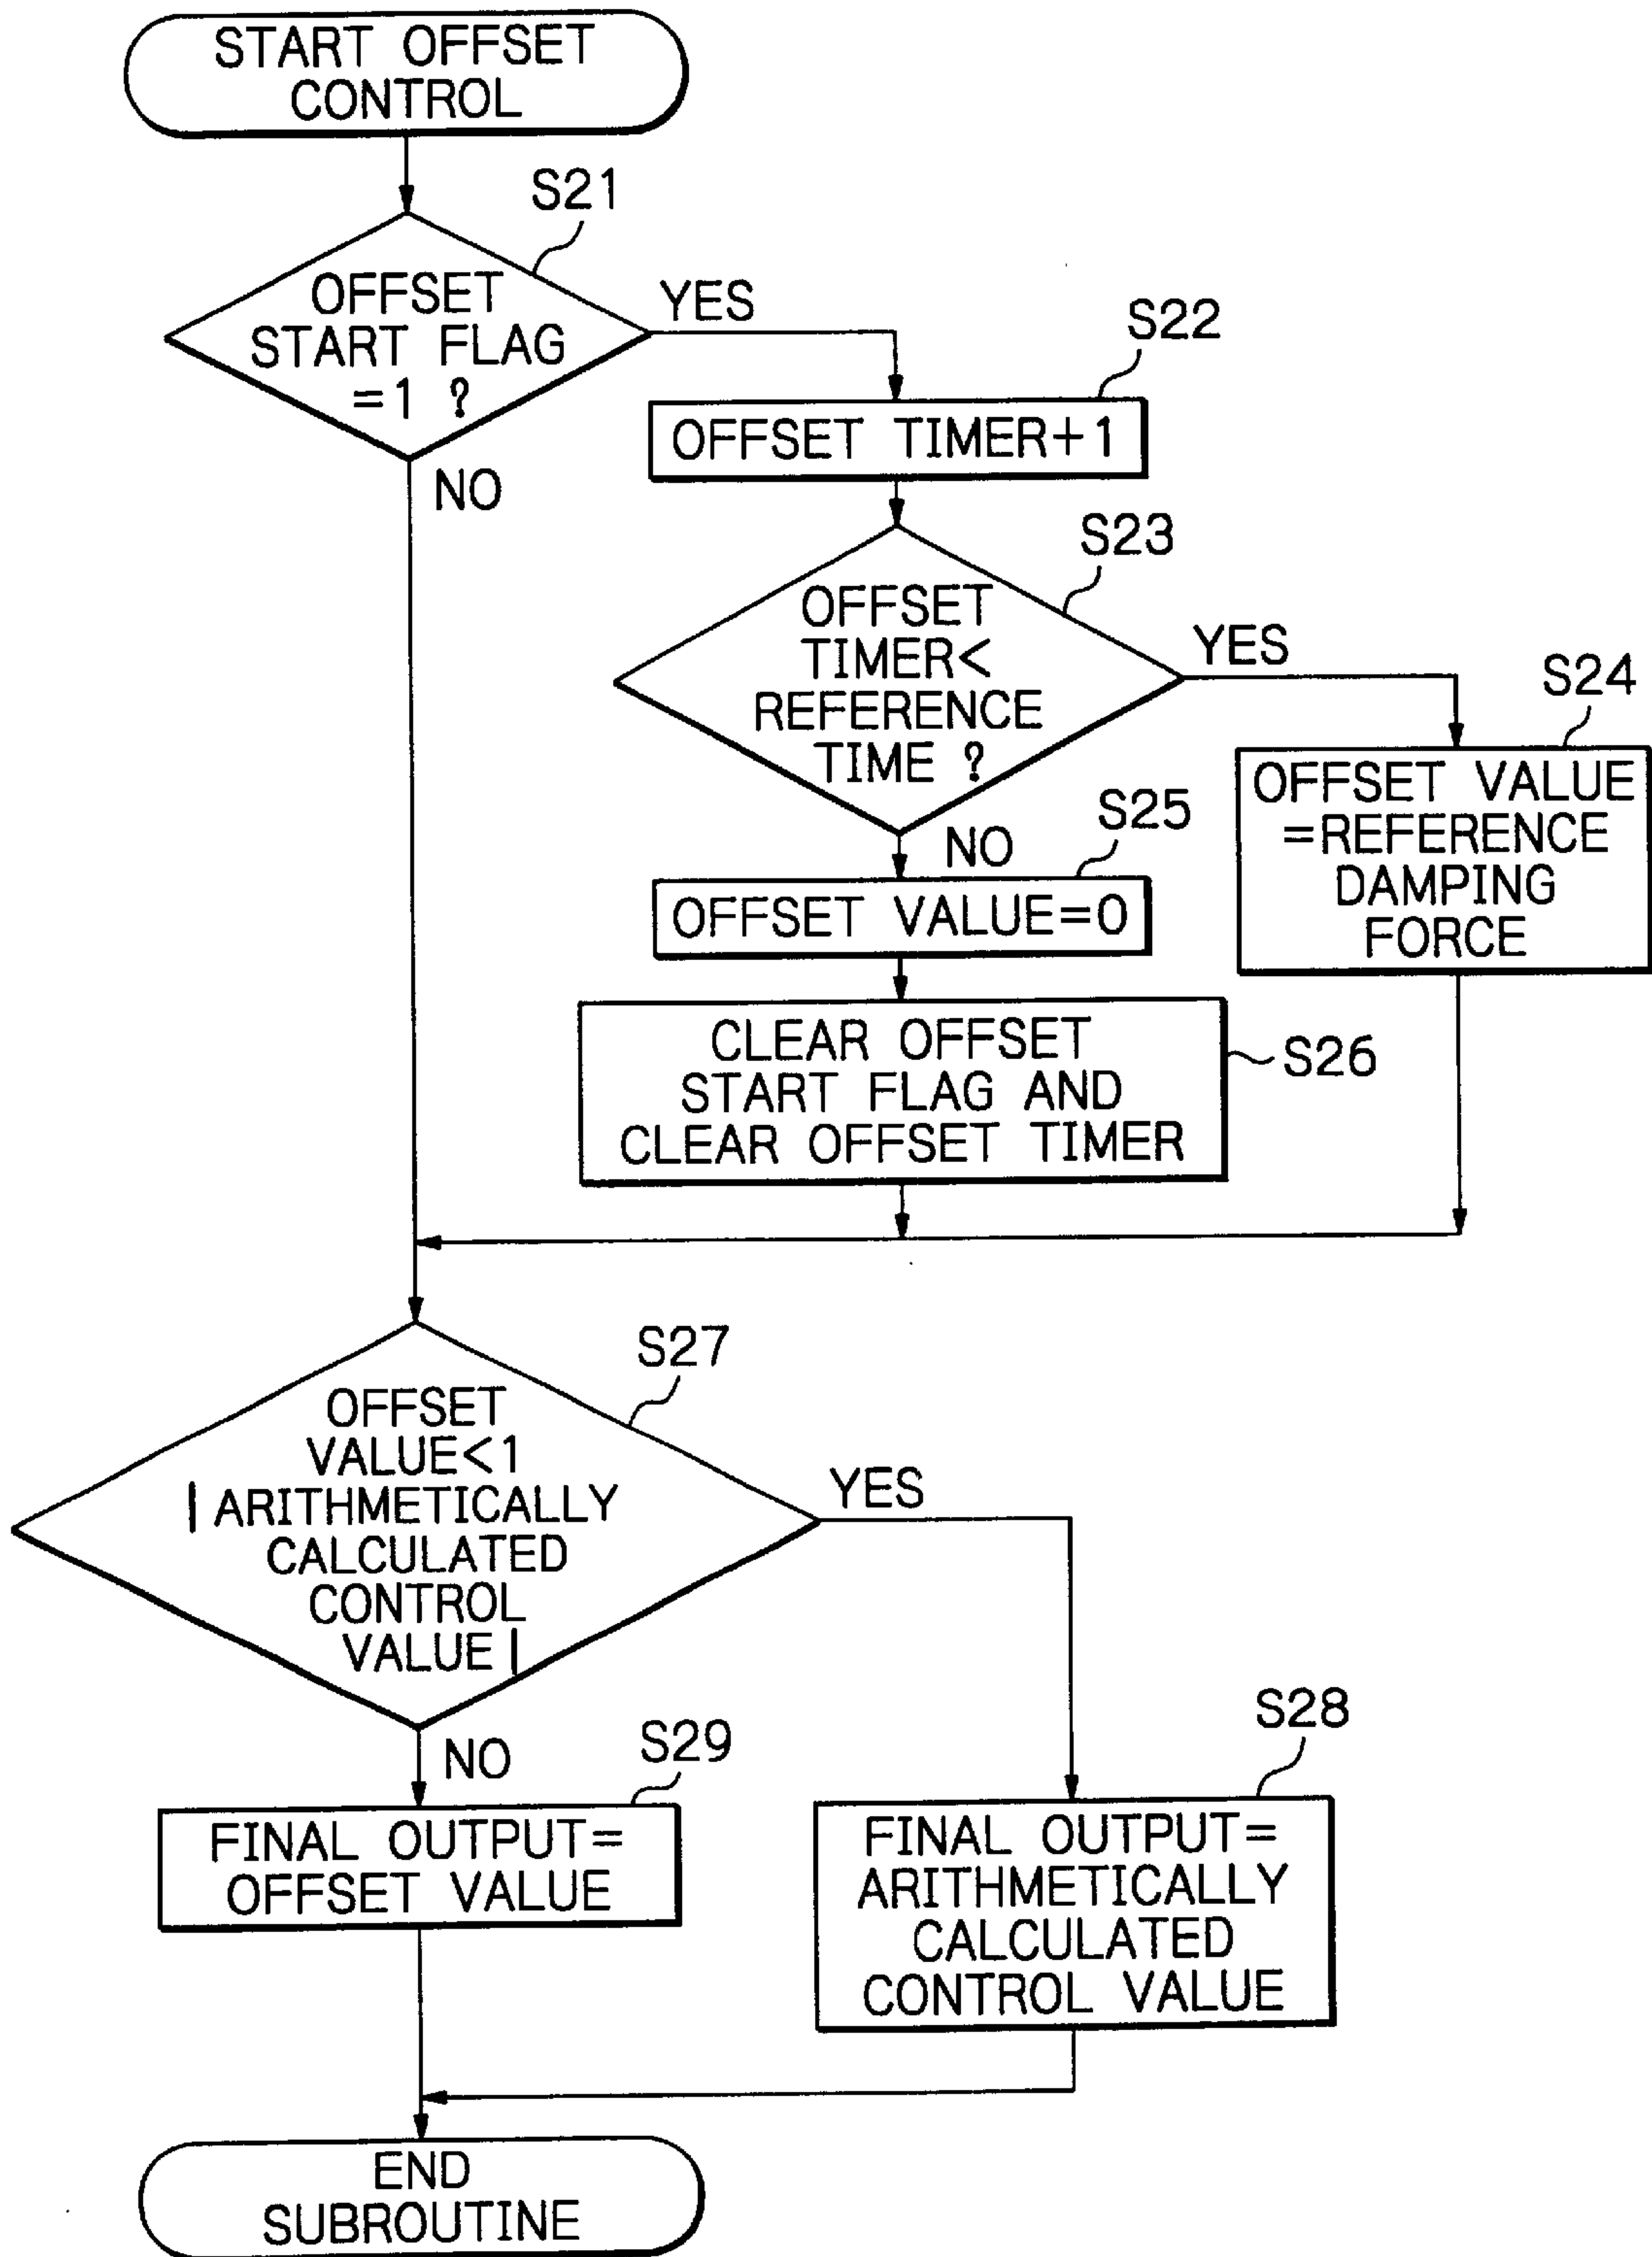 START OFFSET
CONTROL
S21
OFFSET
START FLAG
=1 ?
YES
NO
S22
OFFSET TIMER+1
S23
OFFSET
TIMER<
REFERENCE
TIME ?
YES
NO
S24
OFFSET VALUE
=REFERENCE
DAMPING
FORCE
S25
OFFSET VALUE=0
CLEAR OFFSET
START FLAG AND
CLEAR OFFSET TIMER
S26
S27
OFFSET
VALUE<1
| ARITHMETICALLY
CALCULATED
CONTROL
VALUE |
YES
NO
S29
FINAL OUTPUT=
OFFSET VALUE
S28
FINAL OUTPUT=
ARITHMETICALLY
CALCULATED
CONTROL VALUE
END
SUBROUTINE